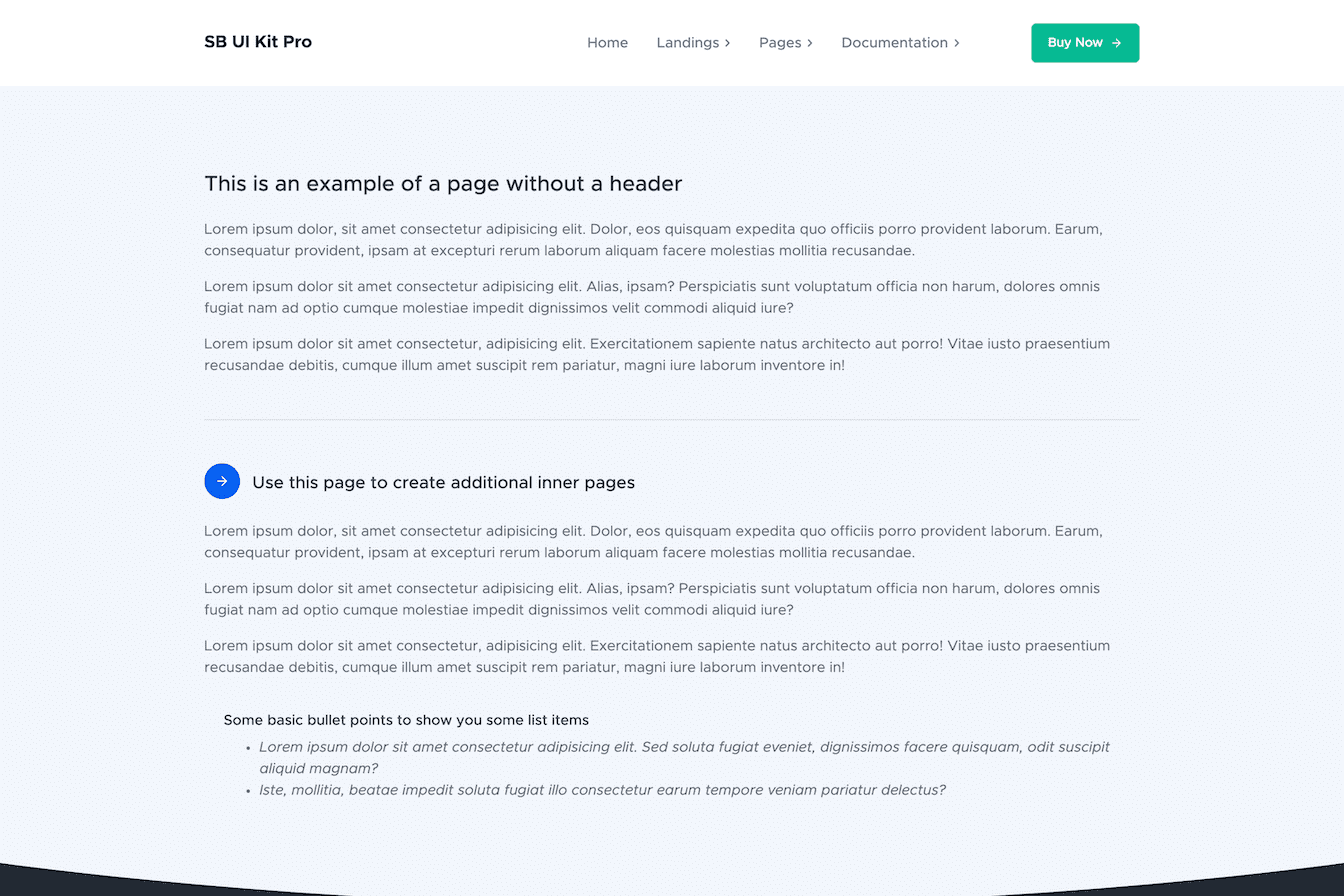 SB UI Kit Pro
Home
Landings
Pages
Documentation
Buy Now
This is an example of a page without a header
Lorem ipsum dolor, sit amet consectetur adipisicing elit. Dolor, eos quisquam expedita quo officiis porro provident laborum. Earum,
consequatur provident, ipsam at excepturi rerum laborum aliquam facere molestias mollitia recusandae.
Lorem ipsum dolor sit amet consectetur adipisicing elit. Alias, ipsam? Perspiciatis sunt voluptatum officia non harum, dolores omnis
fugiat nam ad optio cumque molestiae impedit dignissimos velit commodi aliquid iure?
Lorem ipsum dolor sit amet consectetur, adipisicing elit. Exercitationem sapiente natus architecto aut porro! Vitae iusto praesentium
recusandae debitis, cumque illum amet suscipit rem pariatur, magni iure laborum inventore in!
Use this page to create additional inner pages
Lorem ipsum dolor, sit amet consectetur adipisicing elit. Dolor, eos quisquam expedita quo officiis porro provident laborum. Earum,
consequatur provident, ipsam at excepturi rerum laborum aliquam facere molestias mollitia recusandae.
Lorem ipsum dolor sit amet consectetur adipisicing elit. Alias, ipsam? Perspiciatis sunt voluptatum officia non harum, dolores omnis
fugiat nam ad optio cumque molestiae impedit dignissimos velit commodi aliquid iure?
Lorem ipsum dolor sit amet consectetur, adipisicing elit. Exercitationem sapiente natus architecto aut porro! Vitae iusto praesentium
recusandae debitis, cumque illum amet suscipit rem pariatur, magni iure laborum inventore in!
Some basic bullet points to show you some list items
• Lorem ipsum dolor sit amet consectetur adipisicing elit. Sed soluta fugiat eveniet, dignissimos facere quisquam, odit suscipit
aliquid magnam?
• Iste, mollitia, beatae impedit soluta fugiat illo consectetur earum tempore veniam pariatur delectus?